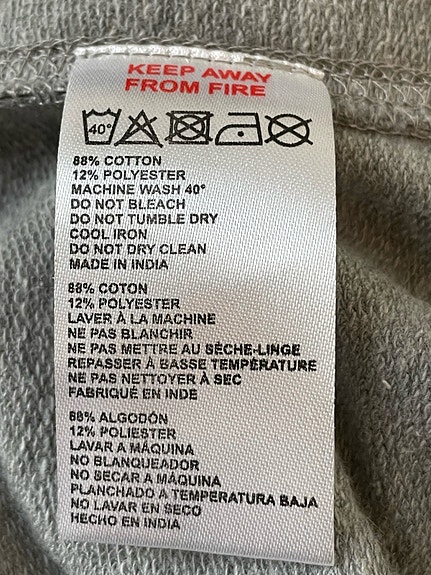 KEEP AWAY
FROM FIRE
40°
88% COTTON
12% POLYESTER
MACHINE WASH 40°
DO NOT BLEACH
DO NOT TUMBLE DRY
COOL IRON
DO NOT DRY CLEAN
MADE IN INDIA
88% COTON
12% POLYESTER
LAVER À LA MACHINE
NE PAS BLANCHIR
NE PAS METTRE AU SÈCHE-LINGE
REPASSER À BASSE TEMPÉRATURE
NE PAS NETTOYER À SEC
FABRIQUÉ EN INDE
88% ALGODÓN
12% POLIESTER
LAVAR A MÁQUINA
NO BLANQUEADOR
NO SECAR A MÁQUINA
PLANCHADO A TEMPERATURA BAJA
NO LAVAR EN SECO
HECHO EN INDIA